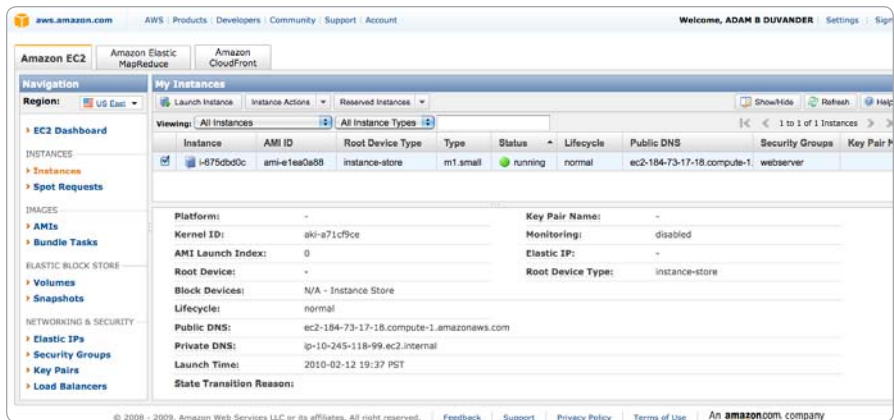 aws.amazon.com AWS Products Developers Community Support Account Welcome, ADAM B DUVANDER Settings Sign
Amazon EC2 Amazon Elastic MapReduce Amazon CloudFront
Navigation
Region: US East
EC2 Dashboard
INSTANCES
Instances
Spot Requests
IMAGES
AMIs
Bundle Tasks
ELASTIC BLOCK STORE
Volumes
Snapshots
NETWORKING & SECURITY
Elastic IPs
Security Groups
Key Pairs
Load Balancers
My Instances
Launch Instance Instance Actions Reserved Instances Show/Hide Refresh Help
Viewing: All Instances All Instance Types 1 to 1 of 1 Instances
Instance AMI ID Root Device Type Type Status Lifecycle Public DNS Security Groups Key Pair
i-675dbd0c ami-e1ea0a88 instance-store m1.small running normal ec2-184-73-17-18.compute-1. webserver
Platform: - Key Pair Name: -
Kernel ID: aki-a71cf9ce Monitoring: disabled
AMI Launch Index: 0 Elastic IP: -
Root Device: - Root Device Type: instance-store
Block Devices: N/A - Instance Store
Lifecycle: normal
Public DNS: ec2-184-73-17-18.compute-1.amazonaws.com
Private DNS: ip-10-245-118-99.ec2.internal
Launch Time: 2010-02-12 19:37 PST
State Transition Reason:
© 2008 - 2009, Amazon Web Services LLC or its affiliates. All right reserved. Feedback Support Privacy Policy Terms of Use An amazon.com. company